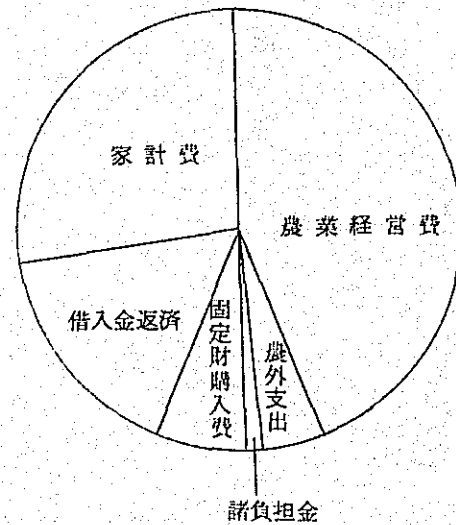 家計費
農業経営費
借入金返済
固定財購入費
農外支出
諸負担金